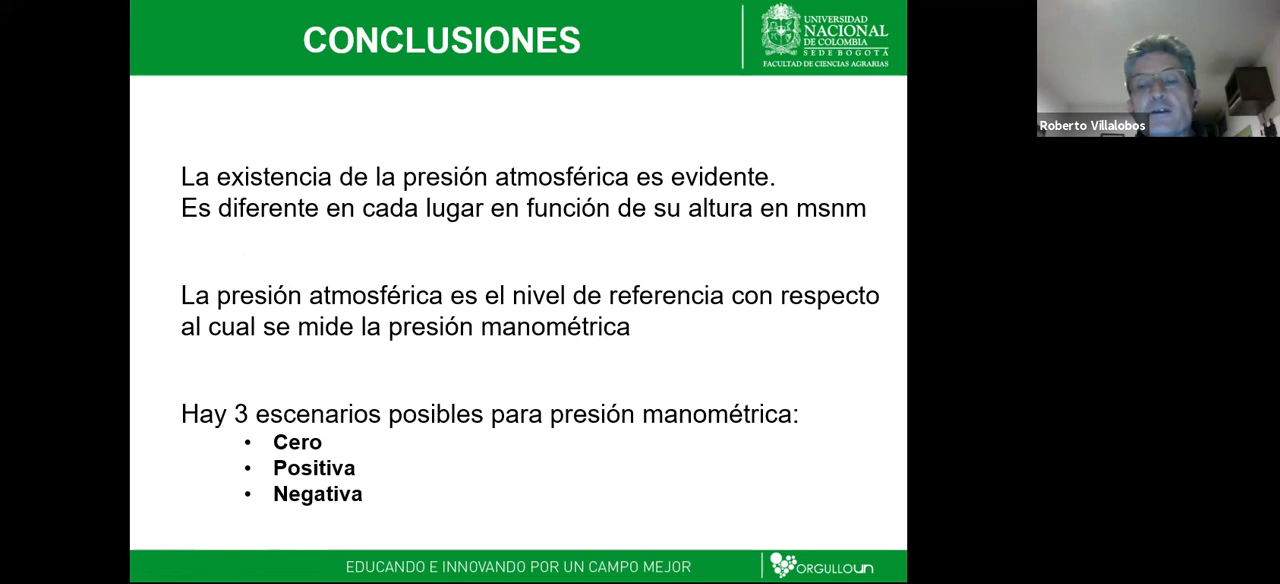 CONCLUSIONES
UNIVERSIDAD
NACIONAL
DE COLOMBIA
SEDE BOGOTÁ
FACULTAD DE CIENCIAS AGRARIAS
Roberto Villalobos
La existencia de la presión atmosférica es evidente.
Es diferente en cada lugar en función de su altura en msnm
La presión atmosférica es el nivel de referencia con respecto
al cual se mide la presión manométrica
Hay 3 escenarios posibles para presión manométrica:
• Cero
• Positiva
• Negativa
EDUCANDO E INNOVANDO POR UN CAMPO MEJOR
ORGULLOUN